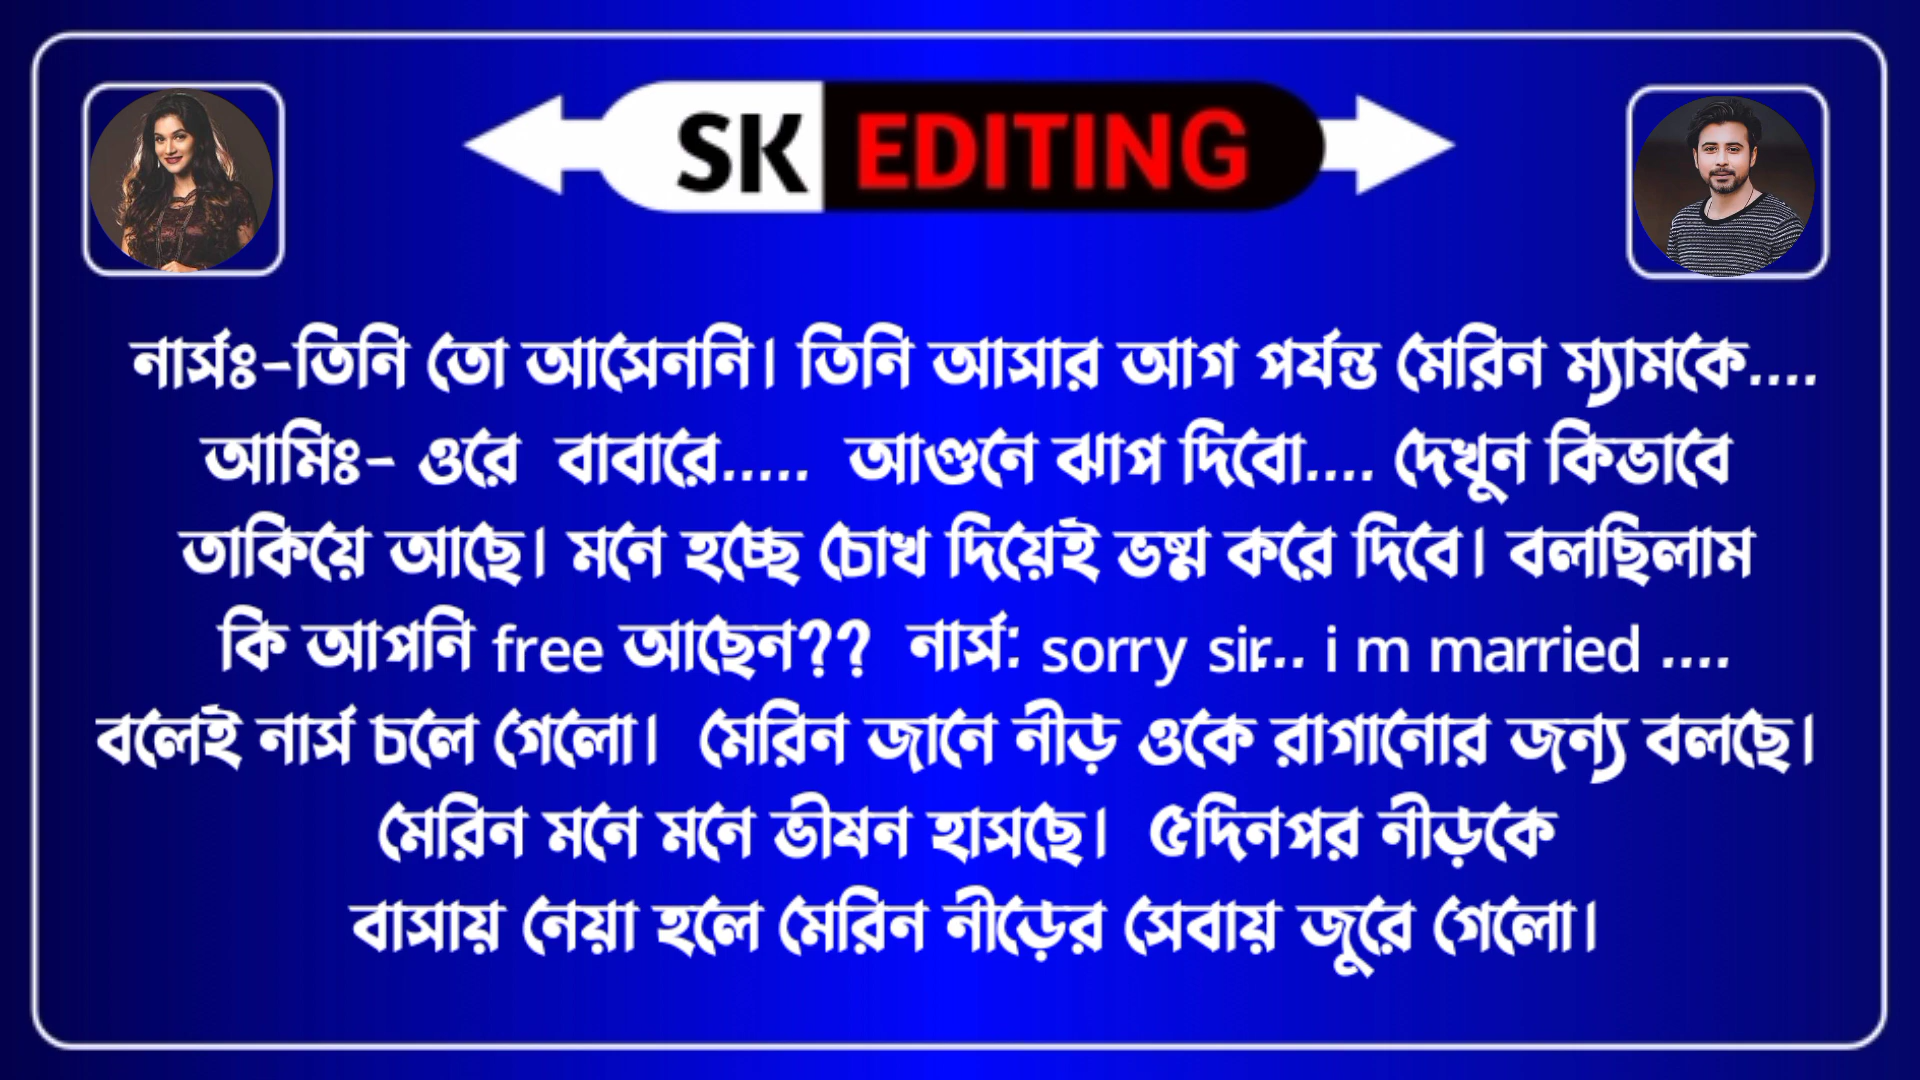 SK EDITING
নার্সঃ-তিনি তো আসেননি। তিনি আসার আগ পর্যন্ত মেরিন ম্যামকে....
আমিঃ- ওরে বাবারে..... আগুনে ঝাপ দিবো.... দেখুন কিভাবে
তাকিয়ে আছে। মনে হচ্ছে চোখ দিয়েই ভষ্ম করে দিবে। বলছিলাম
কি আপনি free আছেন?? নার্স: sorry sir.. i m married ....
বলেই নার্স চলে গেলো। মেরিন জানে নীড় ওকে রাগানোর জন্য বলছে।
মেরিন মনে মনে ভীষন হাসছে। ৫দিনপর নীড়কে
বাসায় নেয়া হলে মেরিন নীড়ের সেবায় জুরে গেলো।